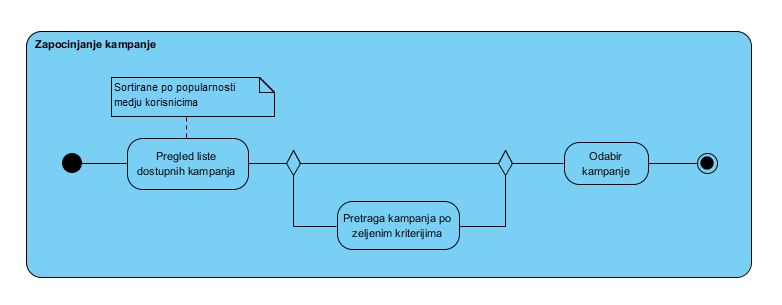 Zapocinjanje kampanje
Sortirane po popularnosti
medju korisnicima
Pregled liste
dostupnih kampanja
Odabir
kampanje
Pretraga kampanja po
zeljenim kriterijima